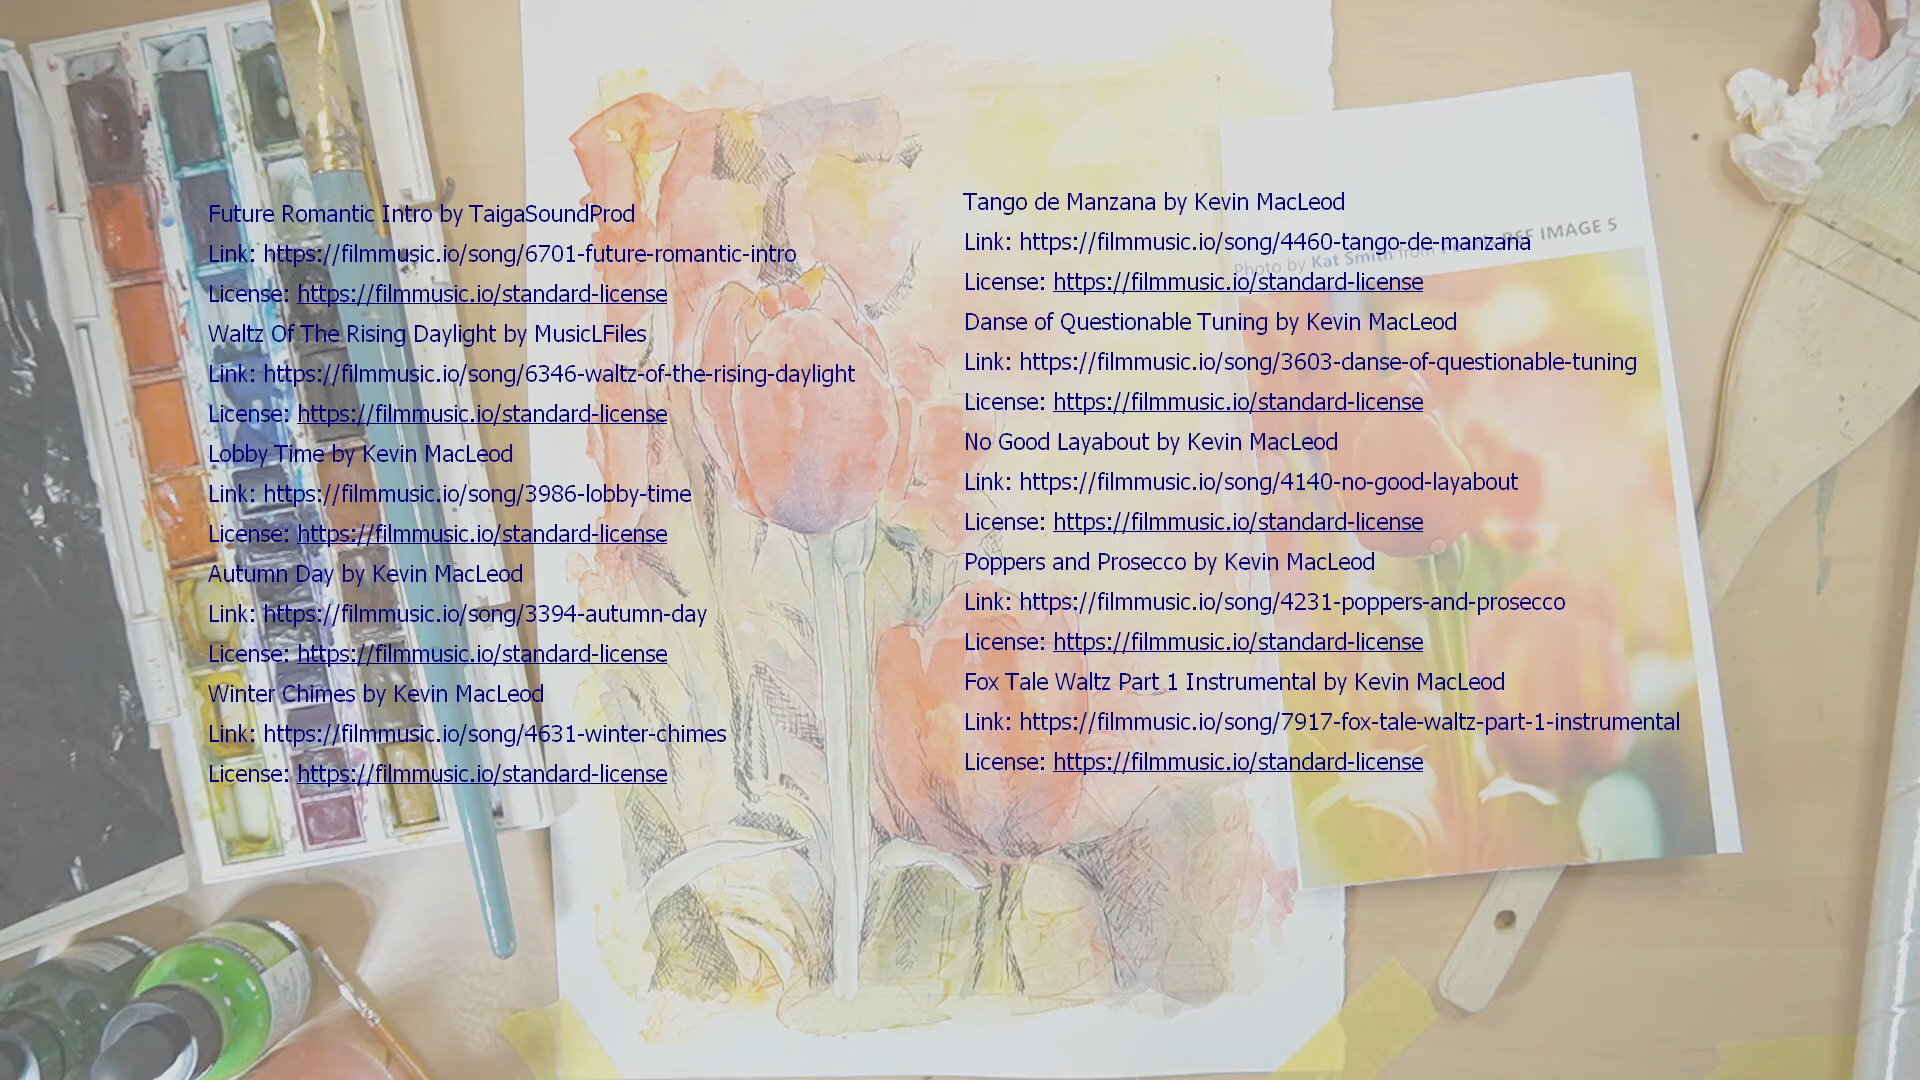 Future Romantic Intro by TaigaSoundProd
Link: https://filmmusic.io/song/6701-future-romantic-intro
License: https://filmmusic.io/standard-license
Waltz Of The Rising Daylight by MusicLFiles
Link: https://filmmusic.io/song/6346-waltz-of-the-rising-daylight
License: https://filmmusic.io/standard-license
Lobby Time by Kevin MacLeod
Link: https://filmmusic.io/song/3986-lobby-time
License: https://filmmusic.io/standard-license
Autumn Day by Kevin MacLeod
Link: https://filmmusic.io/song/3394-autumn-day
License: https://filmmusic.io/standard-license
Winter Chimes by Kevin MacLeod
Link: https://filmmusic.io/song/4631-winter-chimes
License: https://filmmusic.io/standard-license
Tango de Manzana by Kevin MacLeod
Link: https://filmmusic.io/song/4460-tango-de-manzana
License: https://filmmusic.io/standard-license
Danse of Questionable Tuning by Kevin MacLeod
Link: https://filmmusic.io/song/3603-danse-of-questionable-tuning
License: https://filmmusic.io/standard-license
No Good Layabout by Kevin MacLeod
Link: https://filmmusic.io/song/4140-no-good-layabout
License: https://filmmusic.io/standard-license
Poppers and Prosecco by Kevin MacLeod
Link: https://filmmusic.io/song/4231-poppers-and-prosecco
License: https://filmmusic.io/standard-license
Fox Tale Waltz Part 1 Instrumental by Kevin MacLeod
Link: https://filmmusic.io/song/7917-fox-tale-waltz-part-1-instrumental
License: https://filmmusic.io/standard-license
REF IMAGE 5
Photo by Kat Smith from